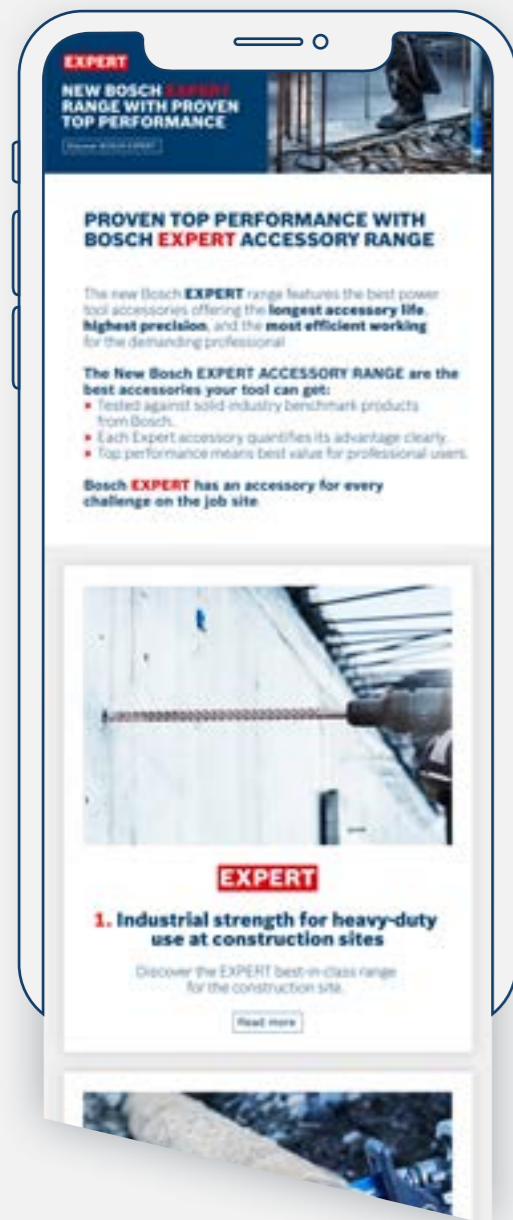 EXPERT
NEW BOSCH EXPERT
RANGE WITH PROVEN
TOP PERFORMANCE
Discover BOSCH EXPERT
PROVEN TOP PERFORMANCE WITH
BOSCH EXPERT ACCESSORY RANGE
The new Bosch EXPERT range features the best power
tool accessories offering the longest accessory life,
highest precision, and the most efficient working
for the demanding professional
The New Bosch EXPERT ACCESSORY RANGE are the
best accessories your tool can get:
Tested against solid industry benchmark products
from Bosch.
Each Expert accessory quantifies its advantage clearly.
Top performance means best value for professional users.
Bosch EXPERT has an accessory for every
challenge on the job site
EXPERT
1. Industrial strength for heavy-duty
use at construction sites
Discover the EXPERT best-in-class range
for the construction site.
Read more